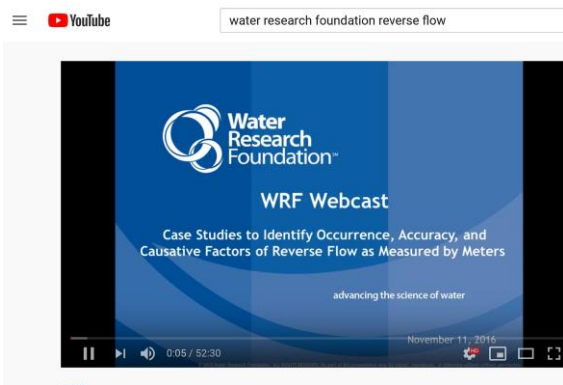 YouTube
water research foundation reverse flow
Water
Research
Foundation™
WRF Webcast
Case Studies to Identify Occurrence, Accuracy, and
Causative Factors of Reverse Flow as Measured by Meters
advancing the science of water
November 11, 2016
0:05 / 52:30
HD